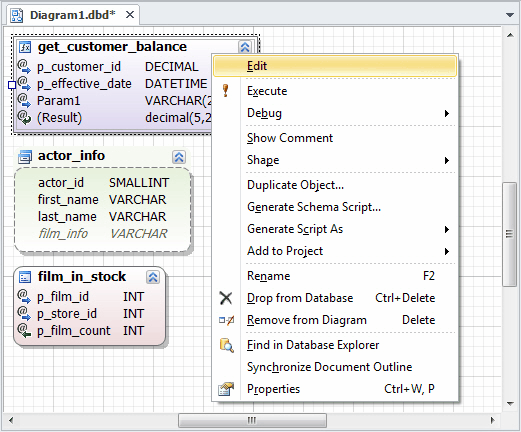 Diagram1.dbd*
get_customer_balance
p_customer_id DECIMAL
p_effective_date DATETIME
Param1 VARCHAR(2
(Result) decimal(5,2
actor_info
actor_id SMALLINT
first_name VARCHAR
last_name VARCHAR
film_info VARCHAR
film_in_stock
p_film_id INT
p_store_id INT
p_film_count INT
Edit
Execute
Debug
Show Comment
Shape
Duplicate Object...
Generate Schema Script...
Generate Script As
Add to Project
Rename F2
Drop from Database Ctrl+Delete
Remove from Diagram Delete
Find in Database Explorer
Synchronize Document Outline
Properties Ctrl+W, P